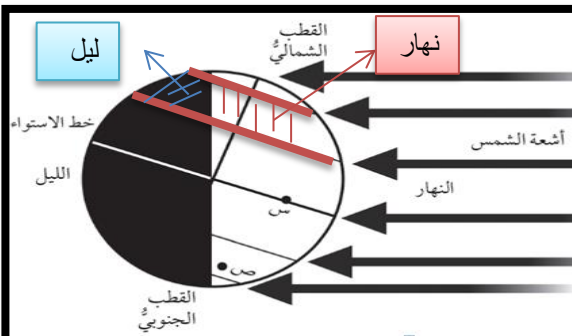 القطب
الشماليُّ
نهار
ليل
خط الاستواء
أشعة الشمس
الليل
النهار
س
ص
القطب
الجنوبيُّ